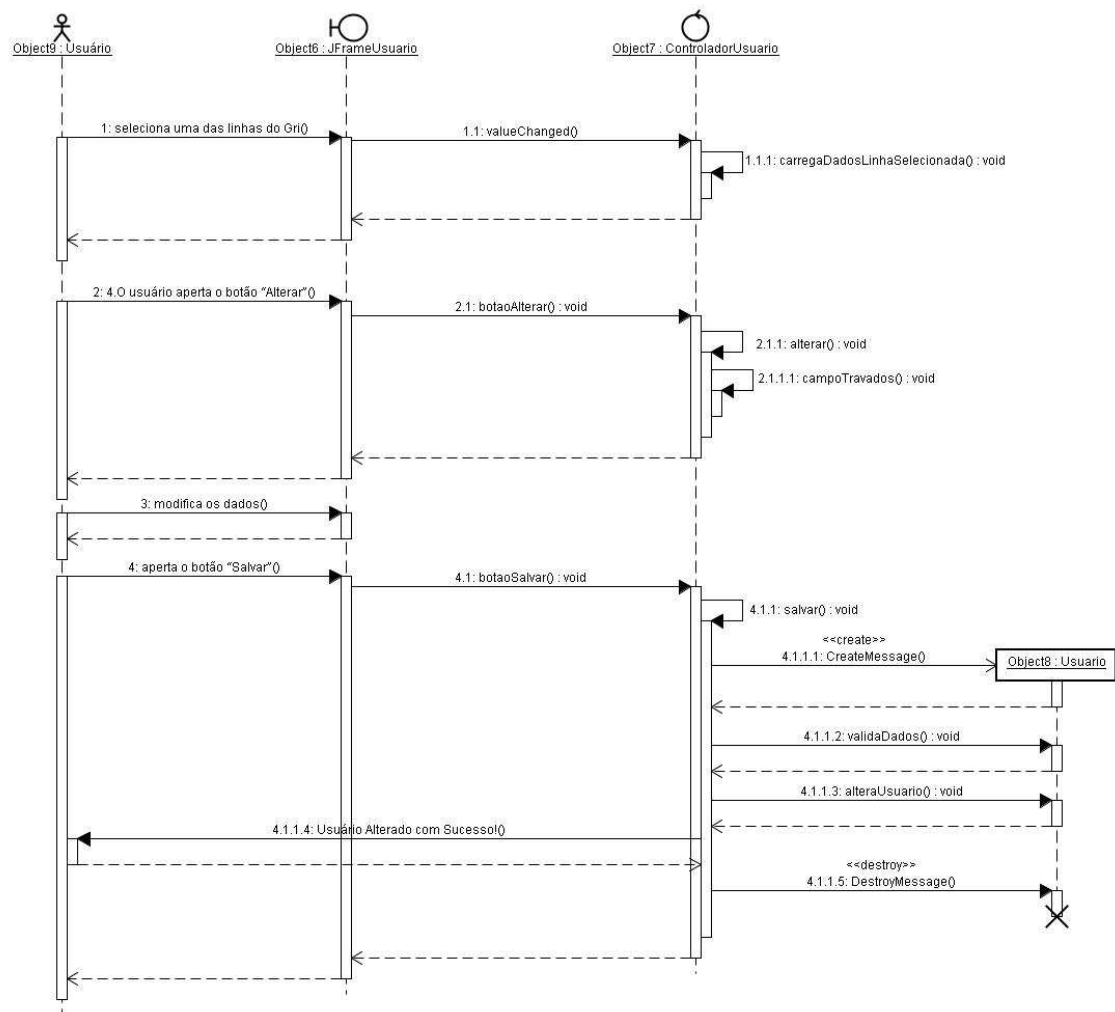 Object9 : Usuário
Object6 : JFrameUsuario
Object7 : ControladorUsuario
1: seleciona uma das linhas do Gri()
1.1: valueChanged()
1.1.1: carregaDadosLinhaSelecionada() : void
2: 4.O usuário aperta o botão “Alterar”()
2.1: botaoAlterar() : void
2.1.1: alterar() : void
2.1.1.1: campoTravados() : void
3: modifica os dados()
4: aperta o botão “Salvar”()
4.1: botaoSalvar() : void
4.1.1: salvar() : void
<<create>>
4.1.1.1: CreateMessage()
Object8 : Usuario
4.1.1.2: validaDados() : void
4.1.1.3: alteraUsuario() : void
4.1.1.4: Usuário Alterado com Sucesso!()
<<destroy>>
4.1.1.5: DestroyMessage()